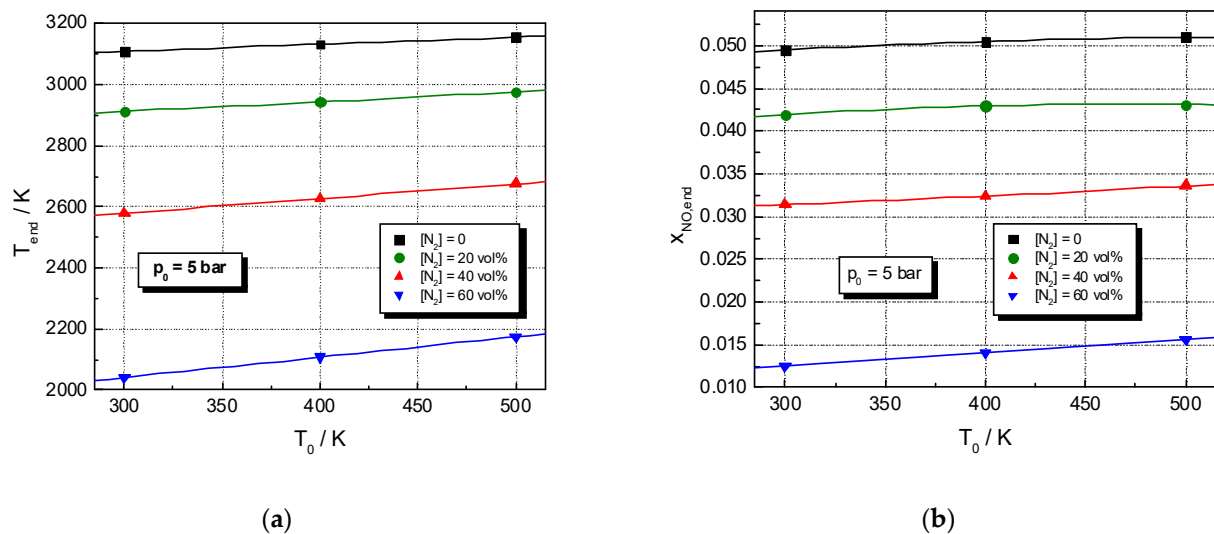 3200
3000
2800
2600
2400
2200
2000
T_end / K
p_0 = 5 bar
[N_2] = 0
[N_2] = 20 vol%
[N_2] = 40 vol%
[N_2] = 60 vol%
300 350 400 450 500
T_0 / K
(a)
0.050
0.045
0.040
0.035
0.030
0.025
0.020
0.015
0.010
x_NO,end
p_0 = 5 bar
[N_2] = 0
[N_2] = 20 vol%
[N_2] = 40 vol%
[N_2] = 60 vol%
300 350 400 450 500
T_0 / K
(b)